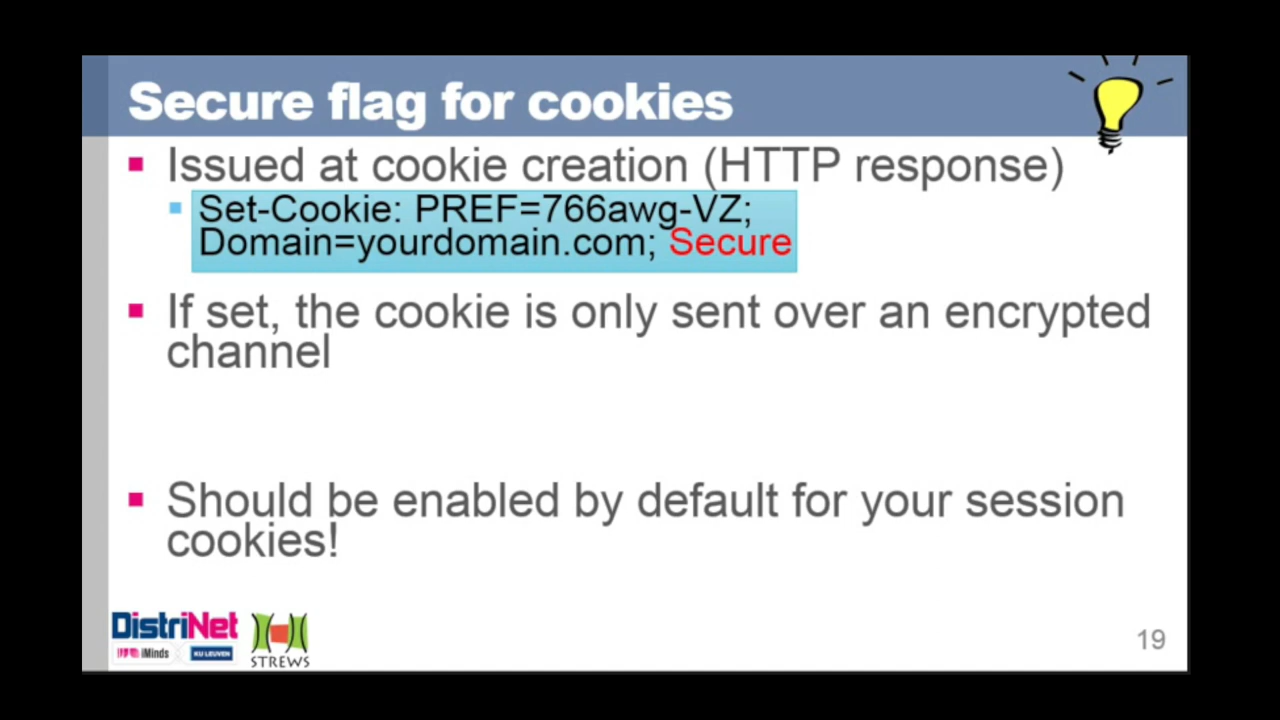 Secure flag for cookies
Issued at cookie creation (HTTP response)
Set-Cookie: PREF=766awg-VZ;
Domain=yourdomain.com; Secure
If set, the cookie is only sent over an encrypted
channel
Should be enabled by default for your session
cookies!
DistriNet
iMinds
KU LEUVEN
STREWS
19